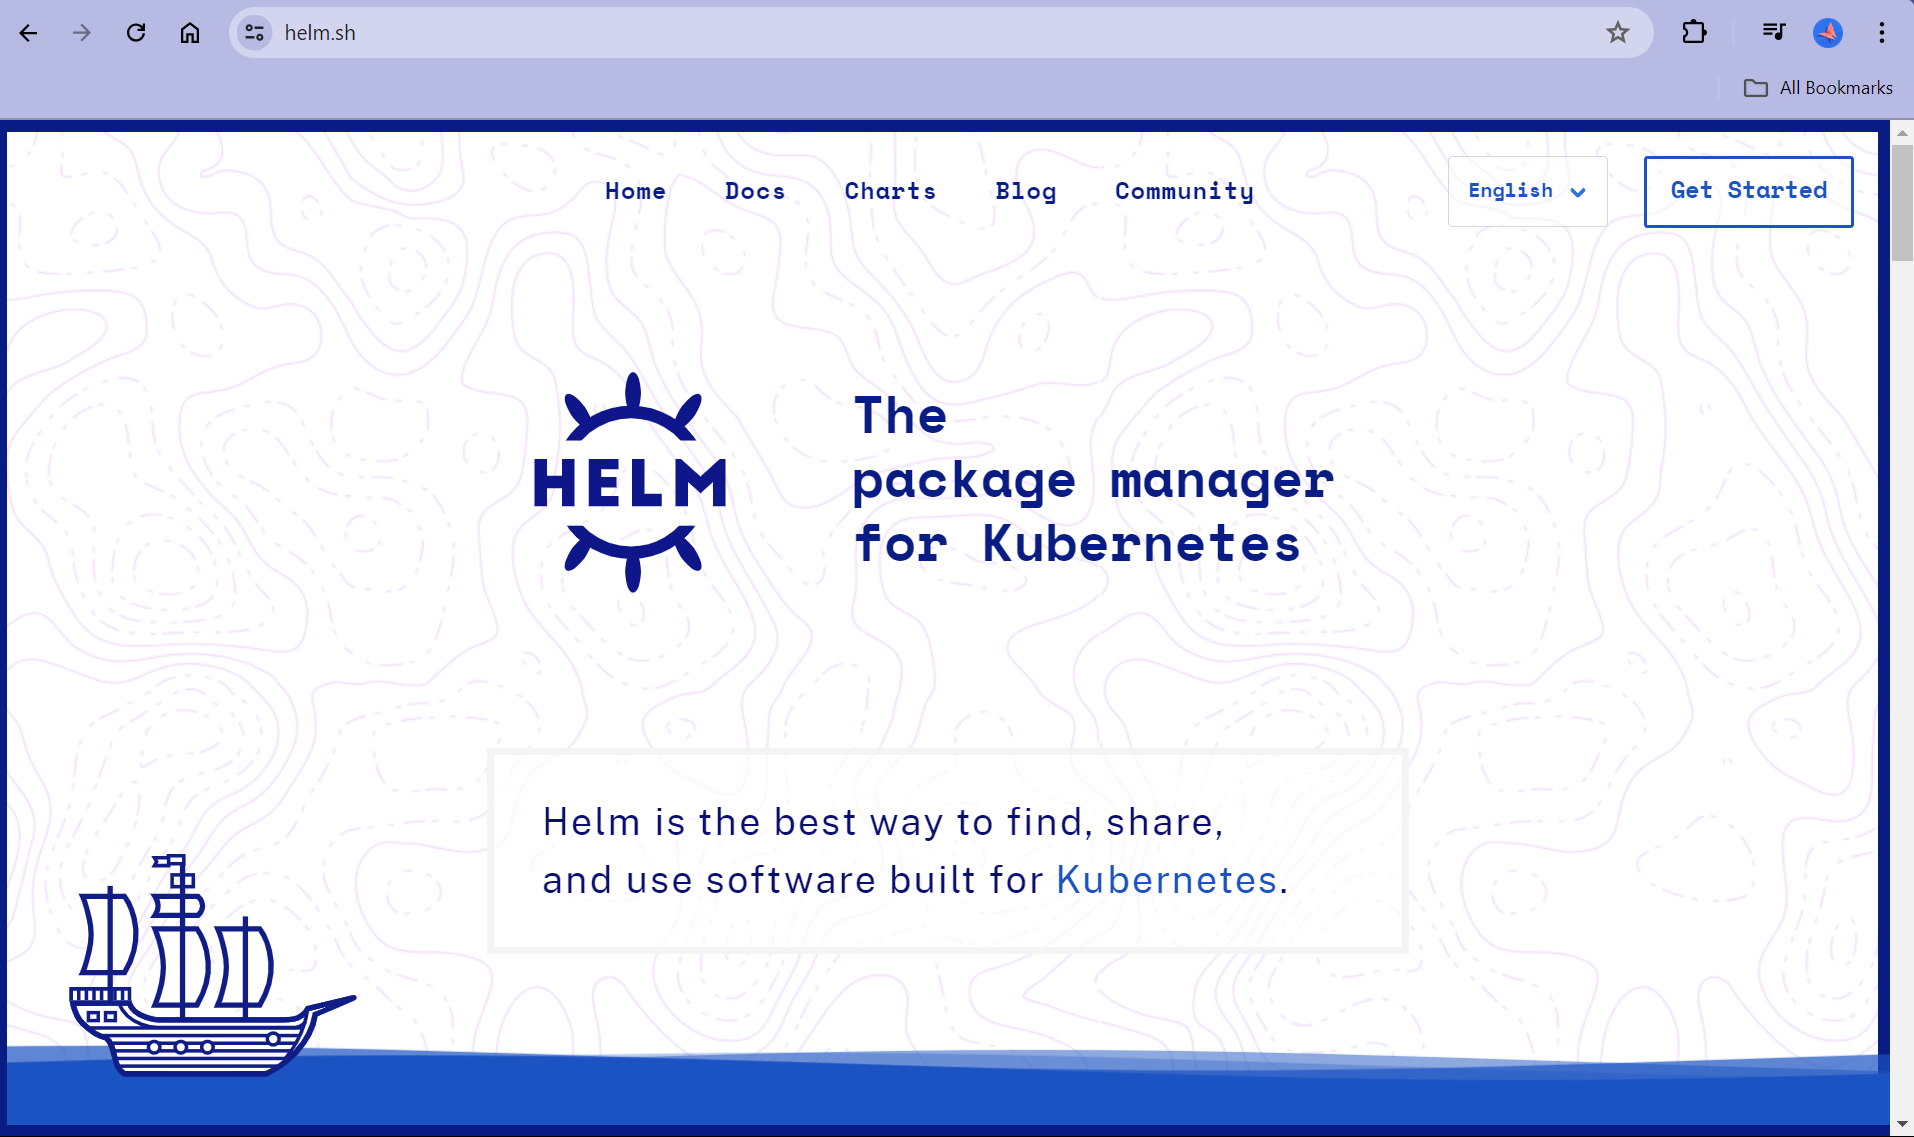 helm.sh
All Bookmarks
Home Docs Charts Blog Community English Get Started
HELM
The
package manager
for Kubernetes
Helm is the best way to find, share,
and use software built for Kubernetes.